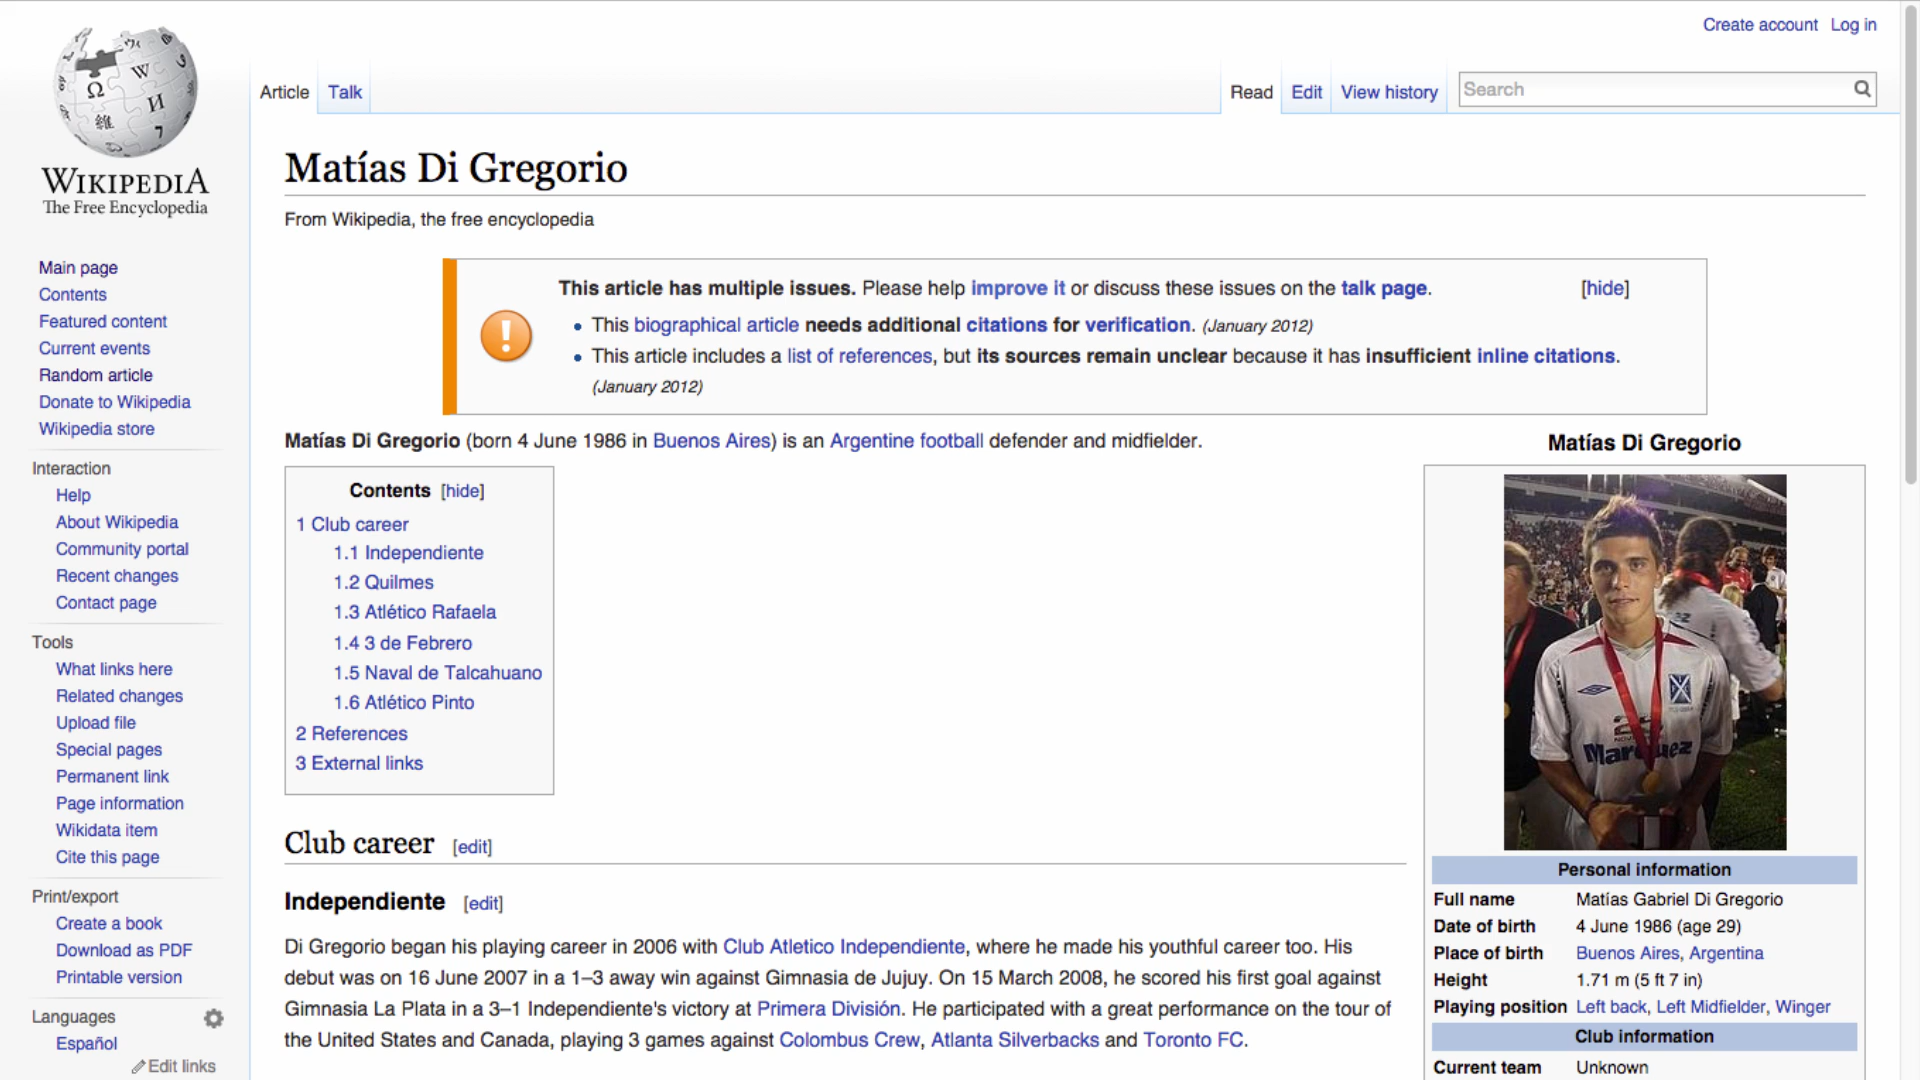 Create account Log in
Article Talk Read Edit View history Search
WIKIPEDIA
The Free Encyclopedia
Main page
Contents
Featured content
Current events
Random article
Donate to Wikipedia
Wikipedia store
Interaction
Help
About Wikipedia
Community portal
Recent changes
Contact page
Tools
What links here
Related changes
Upload file
Special pages
Permanent link
Page information
Wikidata item
Cite this page
Print/export
Create a book
Download as PDF
Printable version
Languages
Español
Edit links
Matías Di Gregorio
From Wikipedia, the free encyclopedia
This article has multiple issues. Please help improve it or discuss these issues on the talk page. [hide]
• This biographical article needs additional citations for verification. (January 2012)
• This article includes a list of references, but its sources remain unclear because it has insufficient inline citations.
(January 2012)
Matías Di Gregorio (born 4 June 1986 in Buenos Aires) is an Argentine football defender and midfielder.
Contents [hide]
1 Club career
1.1 Independiente
1.2 Quilmes
1.3 Atlético Rafaela
1.4 3 de Febrero
1.5 Naval de Talcahuano
1.6 Atlético Pinto
2 References
3 External links
Club career [edit]
Independiente [edit]
Di Gregorio began his playing career in 2006 with Club Atletico Independiente, where he made his youthful career too. His
debut was on 16 June 2007 in a 1–3 away win against Gimnasia de Jujuy. On 15 March 2008, he scored his first goal against
Gimnasia La Plata in a 3–1 Independiente's victory at Primera División. He participated with a great performance on the tour of
the United States and Canada, playing 3 games against Colombus Crew, Atlanta Silverbacks and Toronto FC.
Matías Di Gregorio
Personal information
Full name Matías Gabriel Di Gregorio
Date of birth 4 June 1986 (age 29)
Place of birth Buenos Aires, Argentina
Height 1.71 m (5 ft 7 in)
Playing position Left back, Left Midfielder, Winger
Club information
Current team Unknown